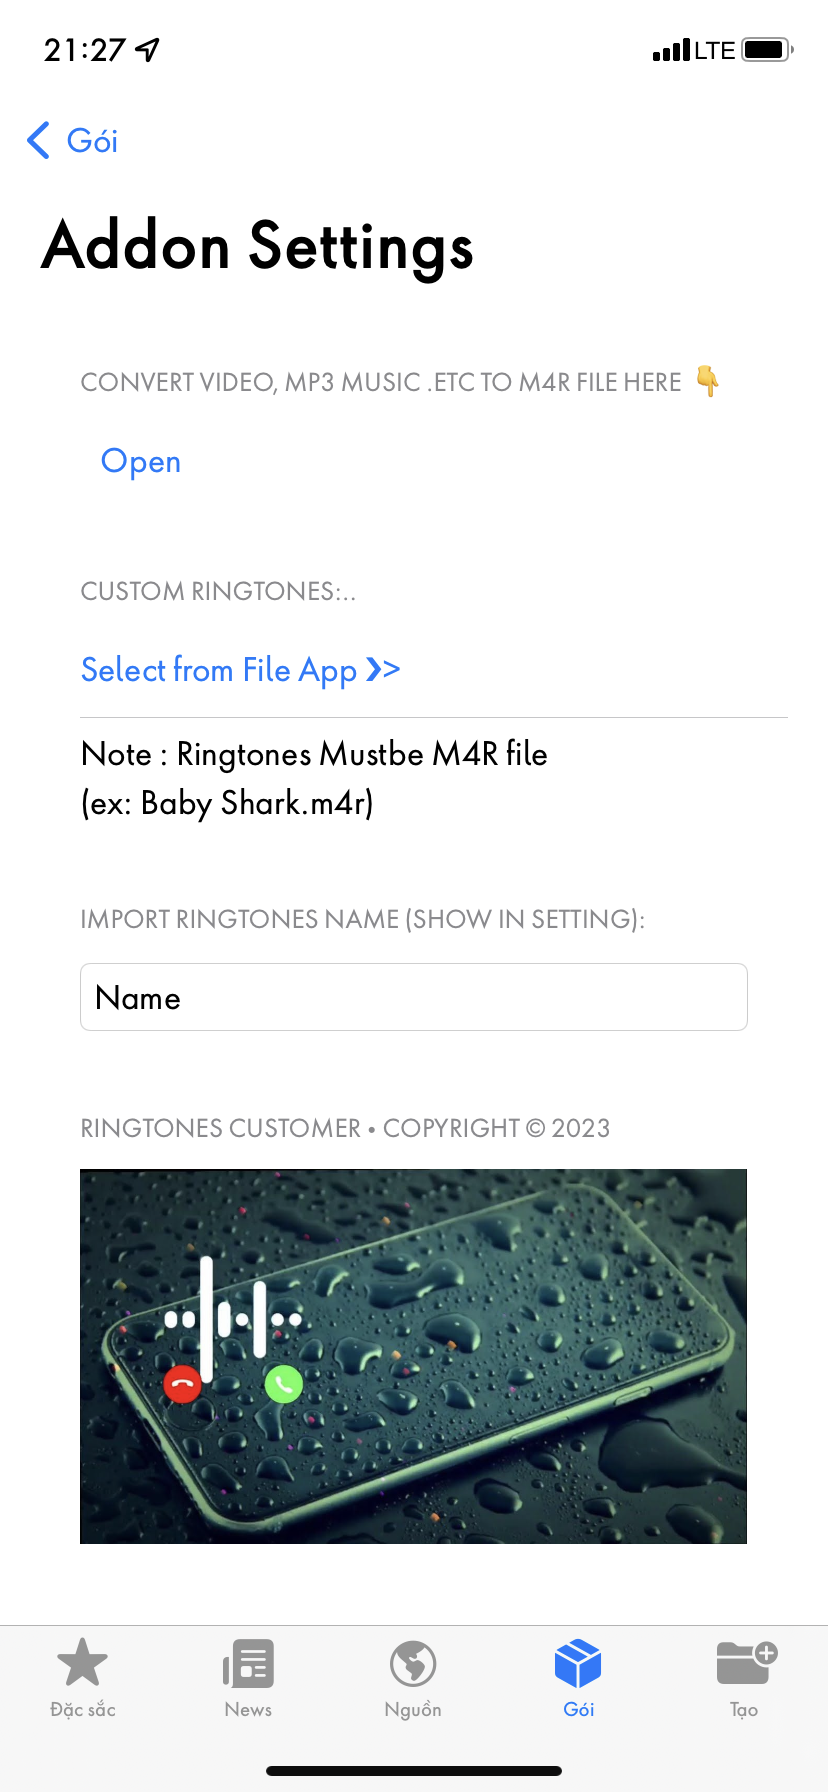 21:27
LTE
Gói
Addon Settings
CONVERT VIDEO, MP3 MUSIC .ETC TO M4R FILE HERE 👇
Open
CUSTOM RINGTONES:..
Select from File App ❯>
Note : Ringtones Mustbe M4R file
(ex: Baby Shark.m4r)
IMPORT RINGTONES NAME (SHOW IN SETTING):
Name
RINGTONES CUSTOMER • COPYRIGHT © 2023
Đặc sắc
News
Nguồn
Gói
Tạo